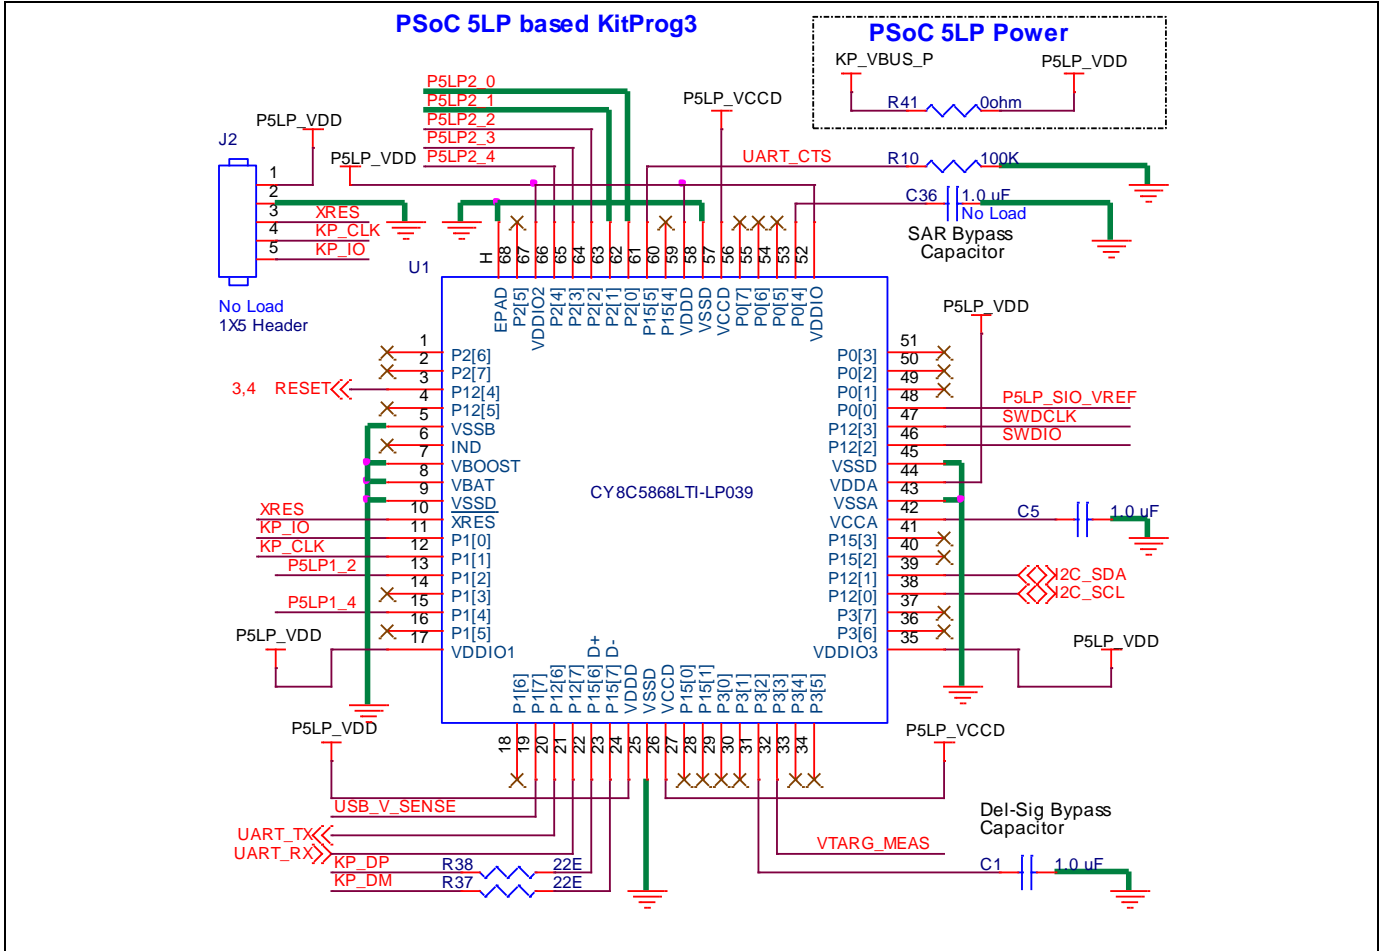 PSoC 5LP based KitProg3
PSoC 5LP Power
KP_VBUS_P
P5LP_VDD
R41
0ohm
P5LP2_0
P5LP2_1
P5LP2_2
P5LP2_3
P5LP2_4
P5LP_VCCD
P5LP_VDD
J2
P5LP_VDD
1
2
3
4
5
XRES
KP_CLK
KP_IO
No Load
1X5 Header
UART_CTS
R10
100K
C36
1.0 uF
No Load
SAR Bypass
Capacitor
U1
H
68
67
66
65
64
63
62
61
60
59
58
57
56
55
54
53
52
EPAD
P2[5]
VDDIO2
P2[4]
P2[3]
P2[2]
P2[1]
P2[0]
P15[5]
P15[4]
VDDD
VSSD
VCCD
P0[7]
P0[6]
P0[5]
P0[4]
VDDIO
1
2
3
4
5
6
7
8
9
10
11
12
13
14
15
16
17
P2[6]
P2[7]
P12[4]
P12[5]
VSSB
IND
VBOOST
VBAT
VSSD
XRES
P1[0]
P1[1]
P1[2]
P1[3]
P1[4]
P1[5]
VDDIO1
3,4 RESET
XRES
KP_IO
KP_CLK
P5LP1_2
P5LP1_4
P5LP_VDD
CY8C5868LTI-LP039
P0[3]
P0[2]
P0[1]
P0[0]
P12[3]
P12[2]
VSSD
VDDA
VSSA
VCCA
P15[3]
P15[2]
P12[1]
P12[0]
P3[7]
P3[6]
VDDIO3
51
50
49
48
47
46
45
44
43
42
41
40
39
38
37
36
35
P5LP_VDD
P5LP_SIO_VREF
SWDCLK
SWDIO
C5
1.0 uF
I2C_SDA
I2C_SCL
P5LP_VDD
P1[6]
P1[7]
P12[6]
P12[7]
P15[6] D+
P15[7] D-
VDDD
VSSD
VCCD
P15[0]
P15[1]
P3[0]
P3[1]
P3[2]
P3[3]
P3[4]
P3[5]
18
19
20
21
22
23
24
25
26
27
28
29
30
31
32
33
34
P5LP_VDD
USB_V_SENSE
UART_TX
UART_RX
KP_DP
R38
22E
KP_DM
R37
22E
P5LP_VCCD
VTARG_MEAS
Del-Sig Bypass
Capacitor
C1
1.0 uF